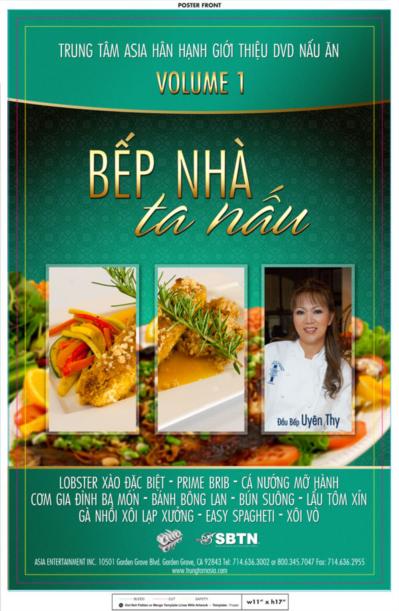 POSTER FRONT
TRUNG TÂM ASIA HÂN HẠNH GIỚI THIỆU DVD NẤU ĂN
VOLUME 1
BẾP NHÀ
ta nấu
Đầu Bếp Uyên Thy
LOBSTER XÀO ĐẶC BIỆT - PRIME BRIB - CÁ NƯỚNG MỠ HÀNH
CƠM GIA ĐÌNH BA MÓN - BÁNH BÔNG LAN - BÚN SUÔNG - LẨU TÔM XÍN
GÀ NHỒI XÔI LẠP XƯỞNG - EASY SPAGHETI - XÔI VÒ
SBTN
ASIA ENTERTAINMENT INC. 10501 Garden Grove Blvd. Garden Grove, CA 92843 Tel: 714.636.3002 or 800.345.7047 Fax: 714.636.2955
www.trungtamasia.com
BLEED CUT SAFETY
w11" x h17"